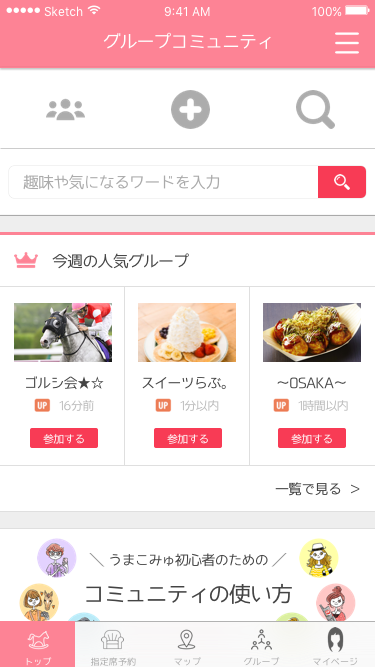 Sketch 9:41 AM 100%
グループコミュニティ
趣味や気になるワードを入力
今週の人気グループ
ゴルシ会★☆ スイーツらぶ。 〜OSAKA〜
UP 16分前 UP 1分以内 UP 1時間以内
参加する 参加する 参加する
一覧で見る >
＼ うまこみゅ初心者のための ／
コミュニティの使い方
トップ 指定席予約 マップ グループ マイページ